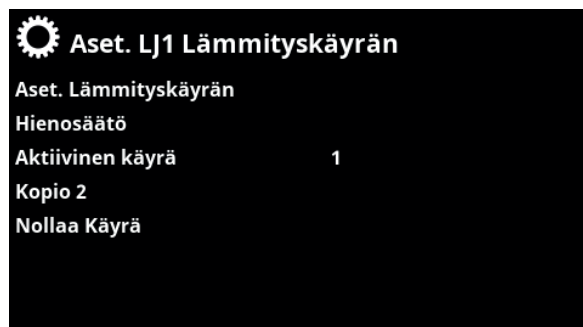 Aset. LJ1 Lämmityskäyrän
Aset. Lämmityskäyrän
Hienosäätö
Aktiivinen käyrä 1
Kopio 2
Nollaa Käyrä